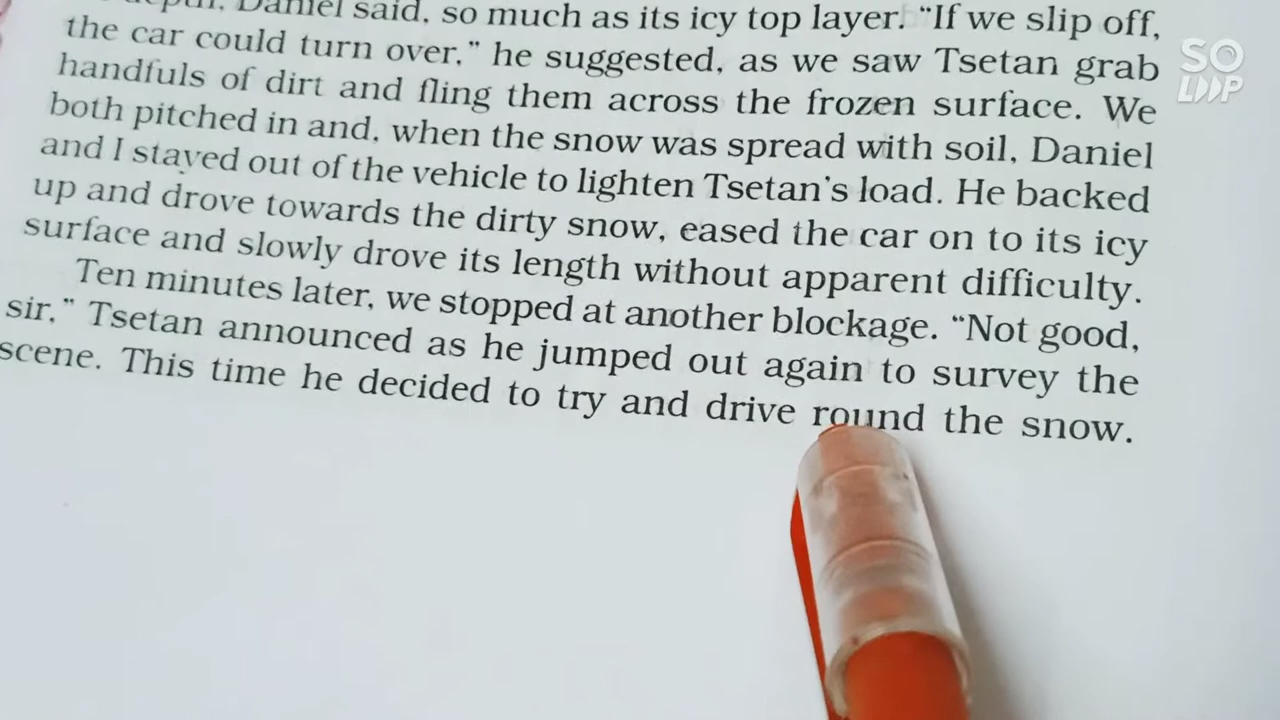 depth, Daniel said, so much as its icy top layer. “If we slip off,
the car could turn over,” he suggested, as we saw Tsetan grab
handfuls of dirt and fling them across the frozen surface. We
both pitched in and, when the snow was spread with soil, Daniel
and I stayed out of the vehicle to lighten Tsetan’s load. He backed
up and drove towards the dirty snow, eased the car on to its icy
surface and slowly drove its length without apparent difficulty.
Ten minutes later, we stopped at another blockage. “Not good,
sir,” Tsetan announced as he jumped out again to survey the
scene. This time he decided to try and drive round the snow.
SO
LOOP